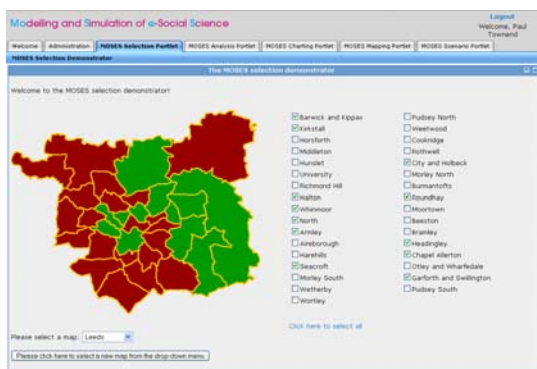 Modelling and Simulation of e-Social Science
Logout
Welcome, Paul
Townend
Welcome
Administration
MOSES Selection Portlet
MOSES Analysis Portlet
MOSES Charting Portlet
MOSES Mapping Portlet
MOSES Scenario Portlet
MOSES Selection Demonstrator
The MOSES selection demonstrator
Welcome to the MOSES selection demonstrator!
Barwick and Kippax
Kirkstall
Horsforth
Middleton
Hunslet
University
Richmond Hill
Halton
Whinmoor
North
Armley
Aireborough
Harehills
Seacroft
Morley South
Wetherby
Wortley
Pudsey North
Weetwood
Cookridge
Rothwell
City and Holbeck
Morley North
Burmantofts
Roundhay
Moortown
Beeston
Bramley
Headingley
Chapel Allerton
Otley and Wharfedale
Garforth and Swillington
Pudsey South
Click here to select all
Please select a map: Leeds
Please click here to select a new map from the drop-down menu